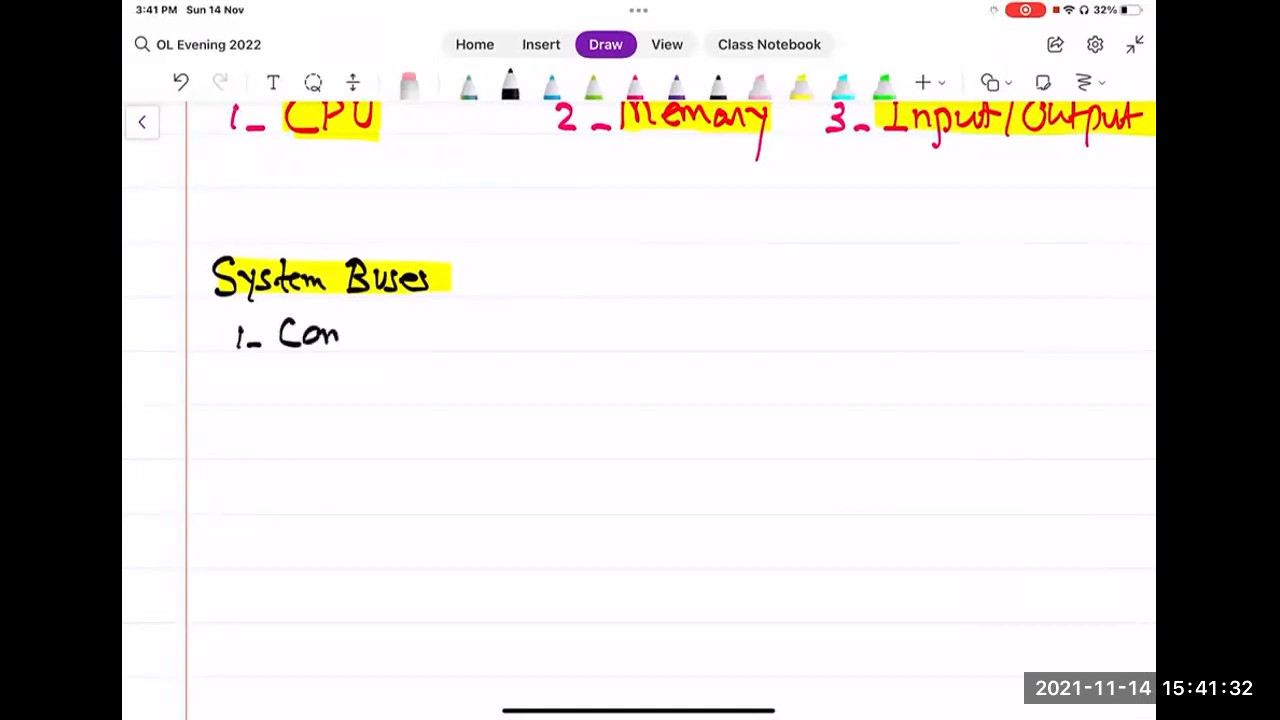 3:41 PM Sun 14 Nov 32%
OL Evening 2022 Home Insert Draw View Class Notebook
1_ CPU 2_ Memory 3_ Input/Output
System Buses
1_ Con
2021-11-14 15:41:32